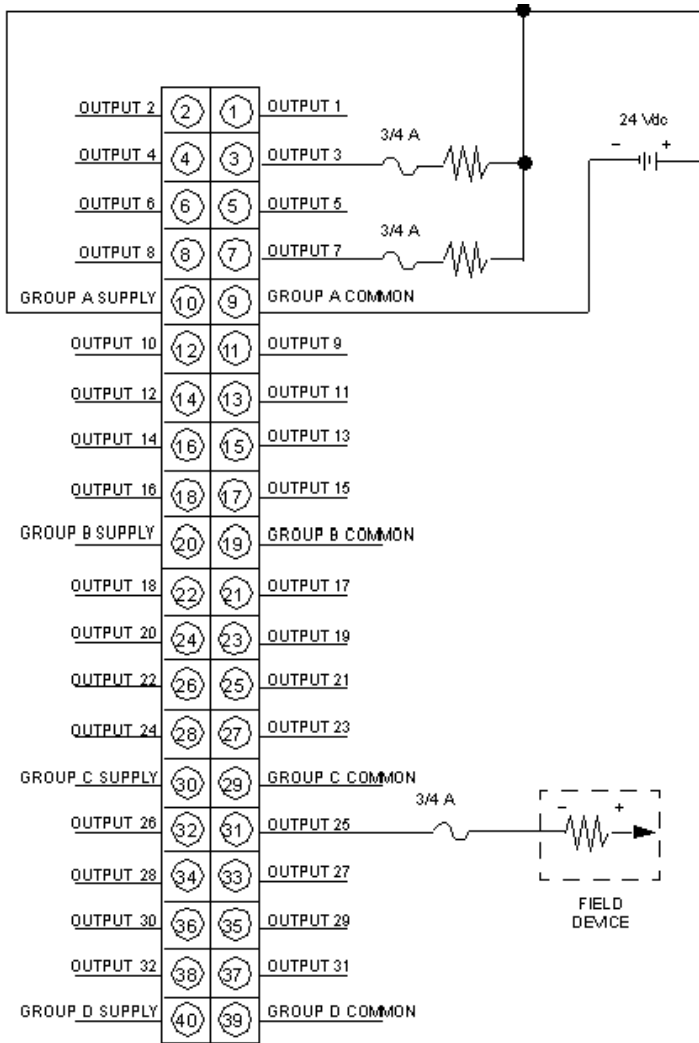 24 Vdc
- +
OUTPUT 2 2 1 OUTPUT 1
3/4 A
OUTPUT 4 4 3 OUTPUT 3
OUTPUT 6 6 5 OUTPUT 5
3/4 A
OUTPUT 8 8 7 OUTPUT 7
GROUP A SUPPLY 10 9 GROUP A COMMON
OUTPUT 10 12 11 OUTPUT 9
OUTPUT 12 14 13 OUTPUT 11
OUTPUT 14 16 15 OUTPUT 13
OUTPUT 16 18 17 OUTPUT 15
GROUP B SUPPLY 20 19 GROUP B COMMON
OUTPUT 18 22 21 OUTPUT 17
OUTPUT 20 24 23 OUTPUT 19
OUTPUT 22 26 25 OUTPUT 21
OUTPUT 24 28 27 OUTPUT 23
GROUP C SUPPLY 30 29 GROUP C COMMON
3/4 A
- +
OUTPUT 26 32 31 OUTPUT 25
OUTPUT 28 34 33 OUTPUT 27
FIELD
DEVICE
OUTPUT 30 36 35 OUTPUT 29
OUTPUT 32 38 37 OUTPUT 31
GROUP D SUPPLY 40 39 GROUP D COMMON